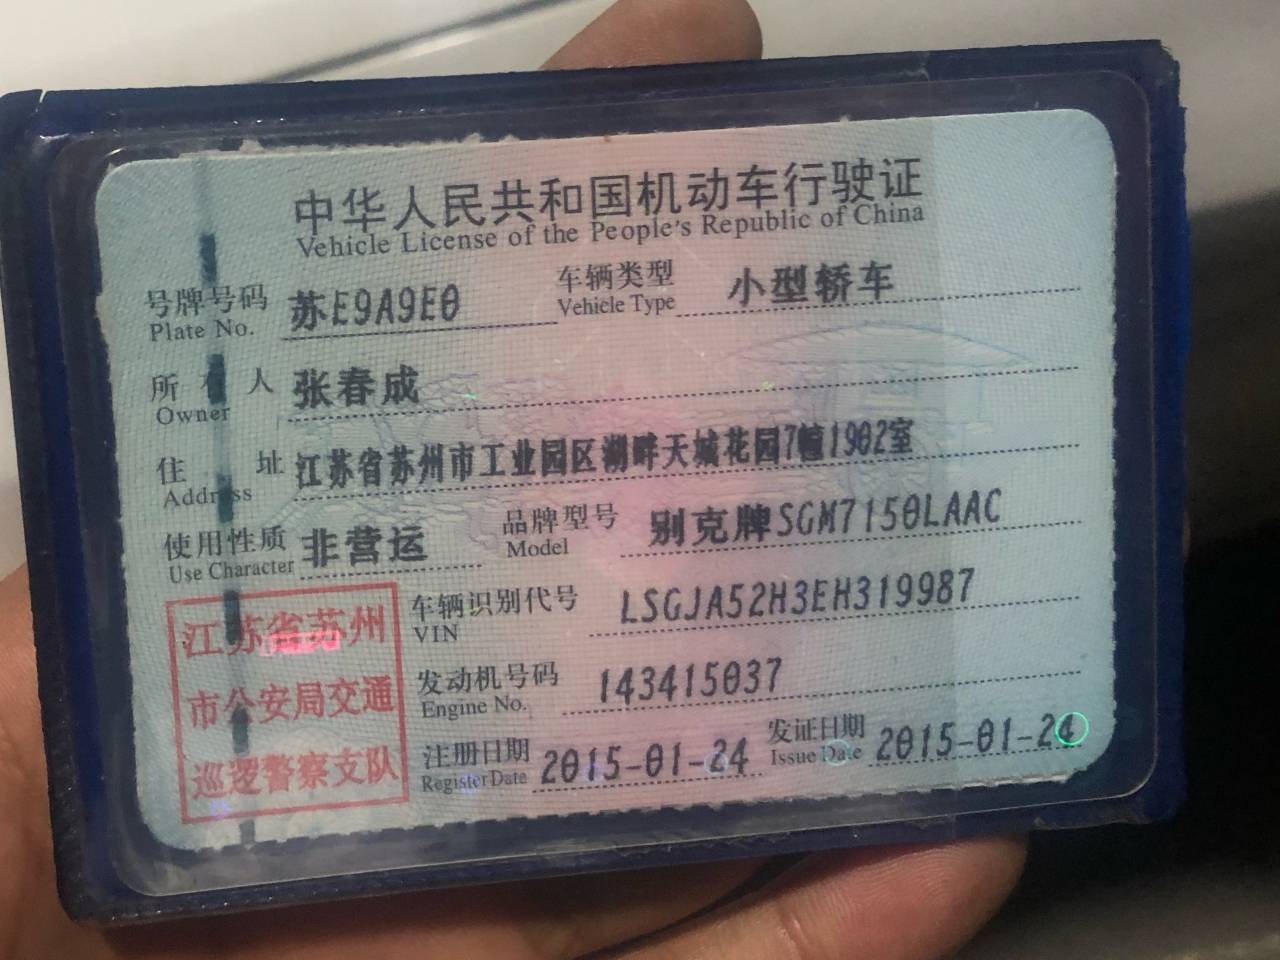 中华人民共和国机动车行驶证
Vehicle License of the People's Republic of China
号牌号码 苏E9A9E0 车辆类型 小型轿车
Plate No. Vehicle Type
所有人 张春成
Owner
住址 江苏省苏州市工业园区湖畔天城花园7幢1902室
Address
使用性质 非营运 品牌型号 别克牌SGM7150LAAC
Use Character Model
车辆识别代号 LSGJA52H3EH319987
VIN
发动机号码 143415037
Engine No.
注册日期 2015-01-24 发证日期 2015-01-24
Register Date Issue Date
江苏省苏州
市公安局交通
巡逻警察支队